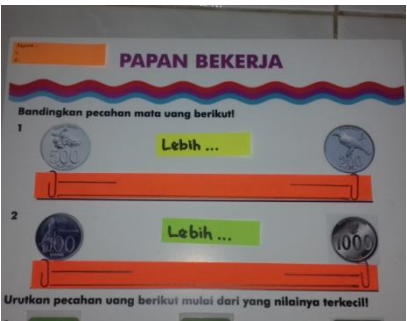 PAPAN BEKERJA
Bandingkan pecahan mata uang berikut!
1
500
Lebih ...
2
100
Lebih ...
1000
Urutkan pecahan uang berikut mulai dari yang nilainya terkecil!